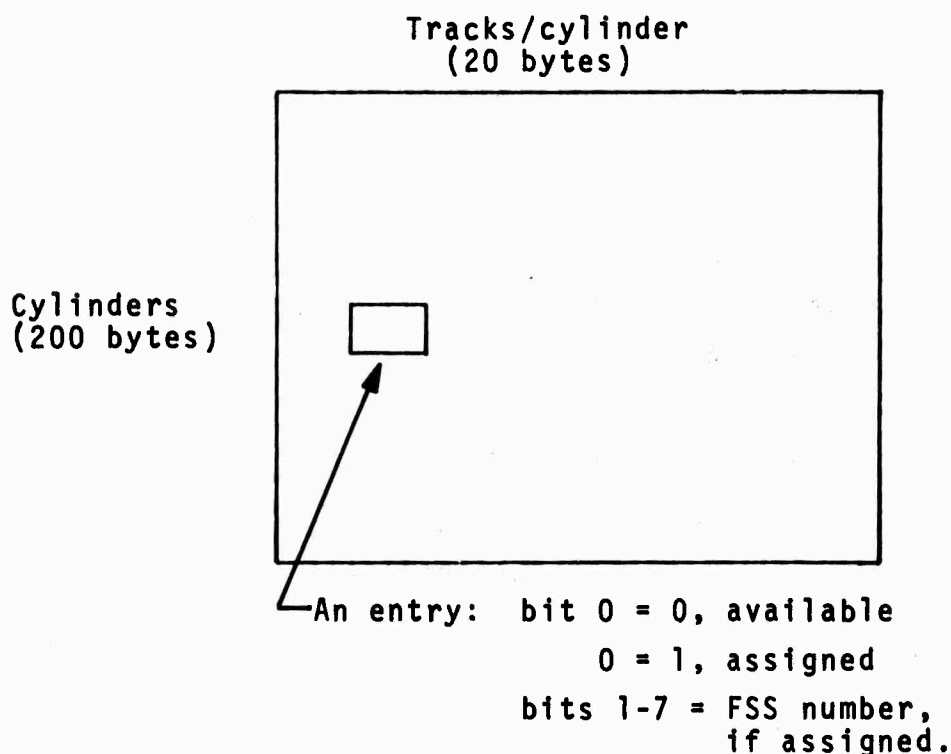 Tracks/cylinder
(20 bytes)
Cylinders
(200 bytes)
An entry: bit 0 = 0, available
0 = 1, assigned
bits 1-7 = FSS number,
if assigned.